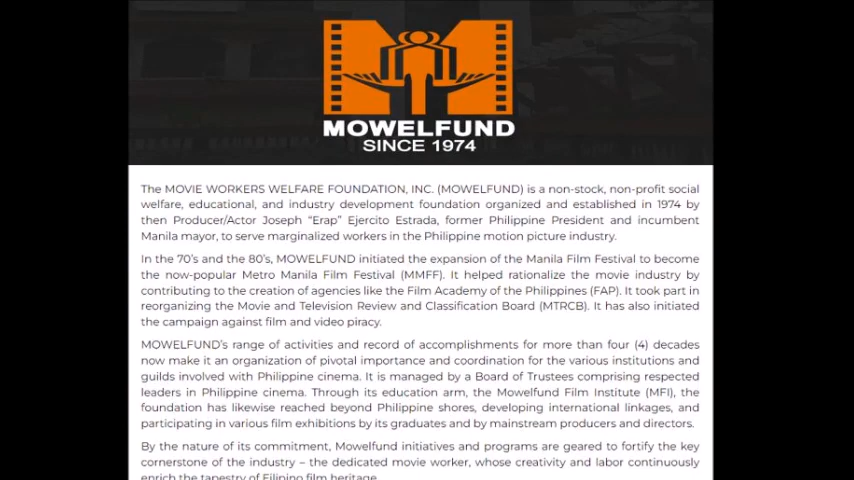 MOWELFUND
SINCE 1974
The MOVIE WORKERS WELFARE FOUNDATION, INC. (MOWELFUND) is a non-stock, non-profit social
welfare, educational, and industry development foundation organized and established in 1974 by
then Producer/Actor Joseph “Erap” Ejercito Estrada, former Philippine President and incumbent
Manila mayor, to serve marginalized workers in the Philippine motion picture industry.
In the 70’s and the 80’s, MOWELFUND initiated the expansion of the Manila Film Festival to become
the now-popular Metro Manila Film Festival (MMFF). It helped rationalize the movie industry by
contributing to the creation of agencies like the Film Academy of the Philippines (FAP). It took part in
reorganizing the Movie and Television Review and Classification Board (MTRCB). It has also initiated
the campaign against film and video piracy.
MOWELFUND’s range of activities and record of accomplishments for more than four (4) decades
now make it an organization of pivotal importance and coordination for the various institutions and
guilds involved with Philippine cinema. It is managed by a Board of Trustees comprising respected
leaders in Philippine cinema. Through its education arm, the Mowelfund Film Institute (MFI), the
foundation has likewise reached beyond Philippine shores, developing international linkages, and
participating in various film exhibitions by its graduates and by mainstream producers and directors.
By the nature of its commitment, Mowelfund initiatives and programs are geared to fortify the key
cornerstone of the industry – the dedicated movie worker, whose creativity and labor continuously
enrich the tapestry of Filipino film heritage.